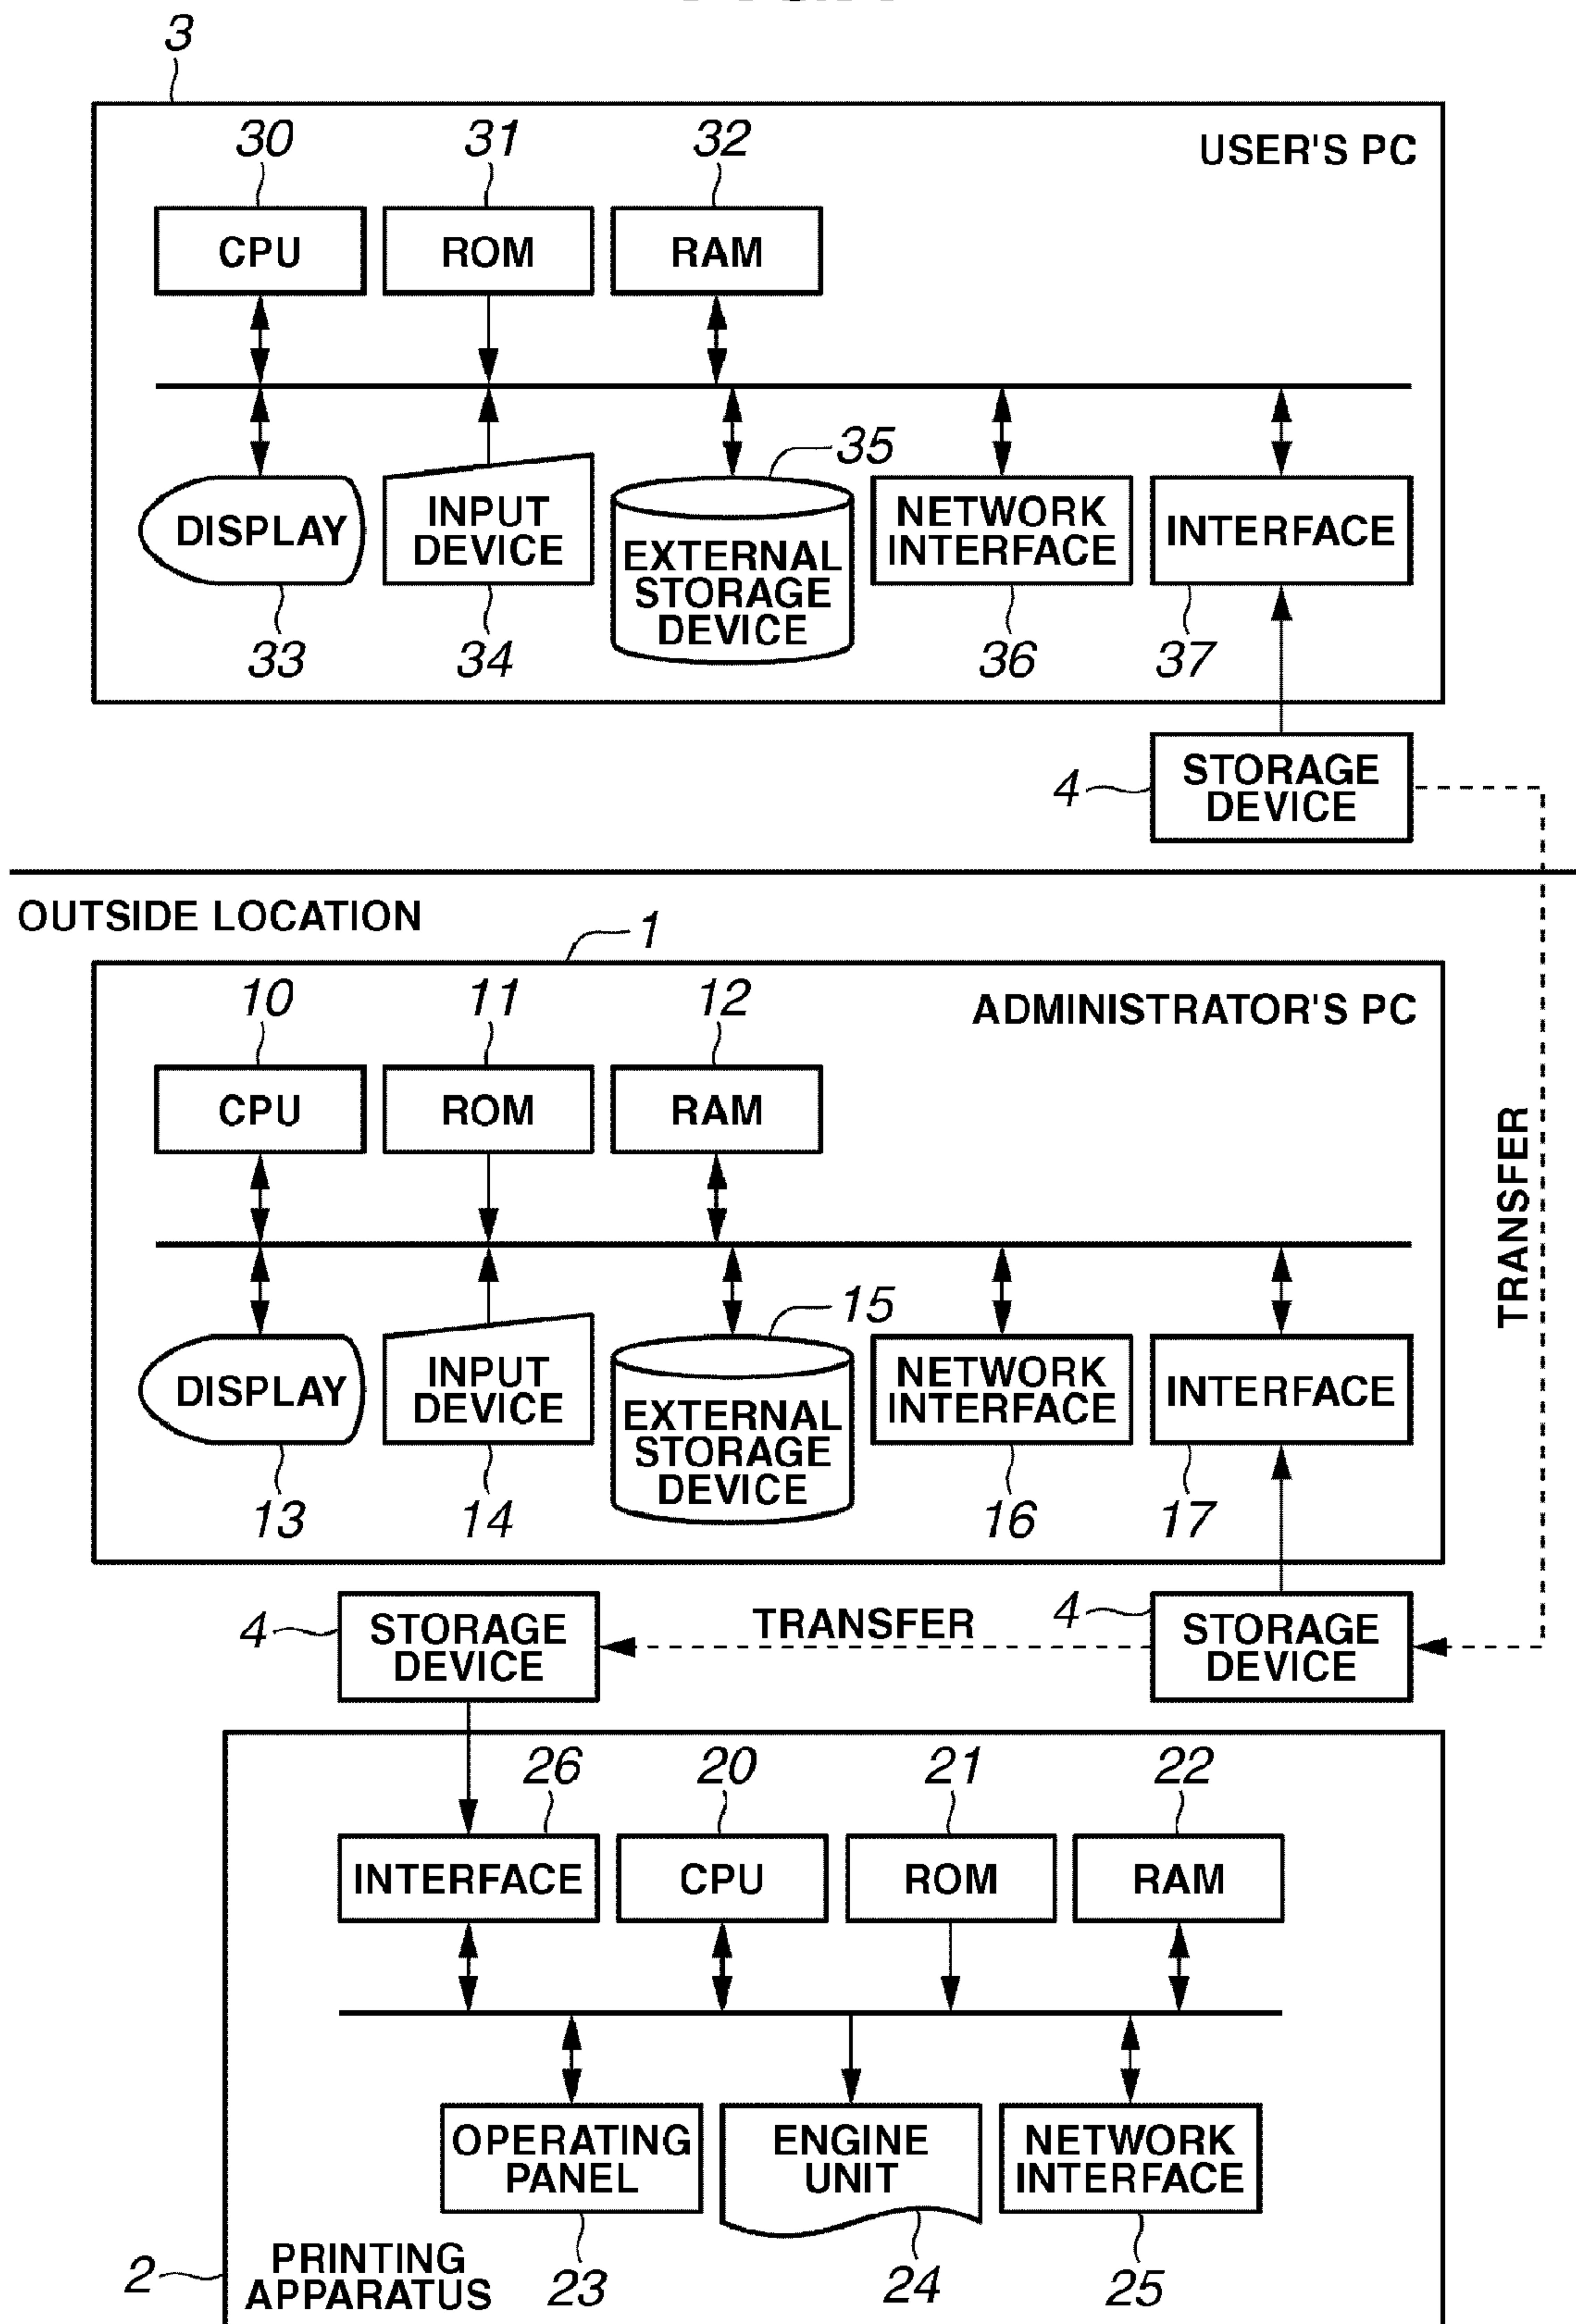 3
30
31
32
USER'S PC
CPU
ROM
RAM
35
DISPLAY
INPUT
DEVICE
EXTERNAL
STORAGE
DEVICE
NETWORK
INTERFACE
INTERFACE
33
34
36
37
4
STORAGE
DEVICE
OUTSIDE LOCATION
1
10
11
12
ADMINISTRATOR'S PC
CPU
ROM
RAM
TRANSFER
15
DISPLAY
INPUT
DEVICE
EXTERNAL
STORAGE
DEVICE
NETWORK
INTERFACE
INTERFACE
13
14
16
17
4
STORAGE
DEVICE
TRANSFER
4
STORAGE
DEVICE
26
20
21
22
INTERFACE
CPU
ROM
RAM
OPERATING
PANEL
ENGINE
UNIT
NETWORK
INTERFACE
2
PRINTING
APPARATUS
23
24
25